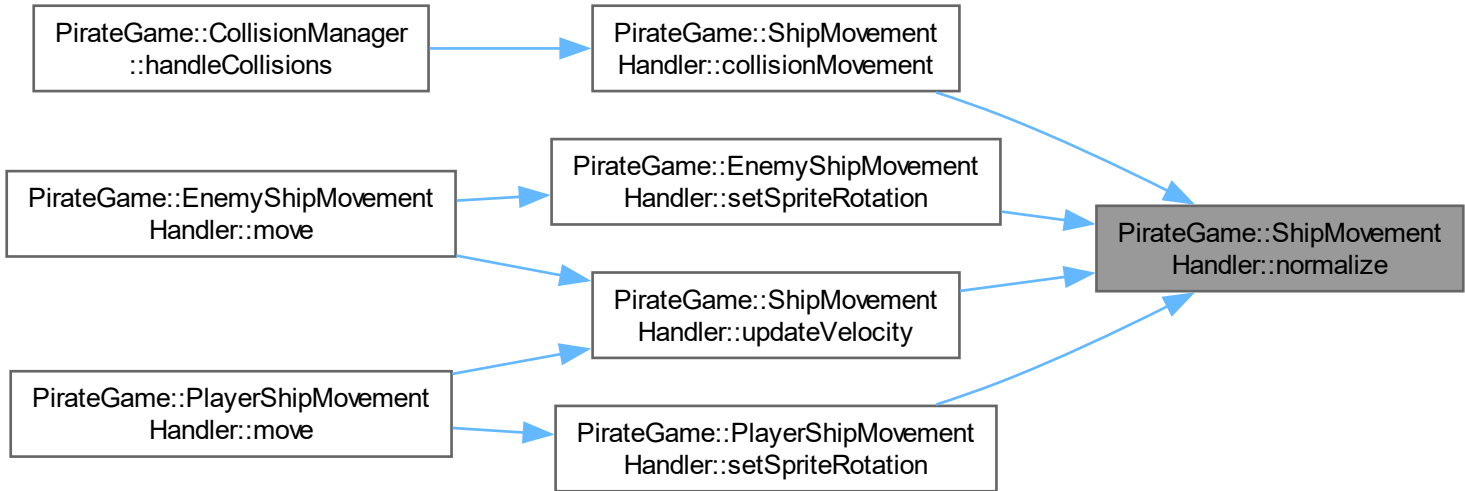 PirateGame::CollisionManager
::handleCollisions
PirateGame::ShipMovement
Handler::collisionMovement
PirateGame::EnemyShipMovement
Handler::setSpriteRotation
PirateGame::EnemyShipMovement
Handler::move
PirateGame::ShipMovement
Handler::normalize
PirateGame::ShipMovement
Handler::updateVelocity
PirateGame::PlayerShipMovement
Handler::move
PirateGame::PlayerShipMovement
Handler::setSpriteRotation